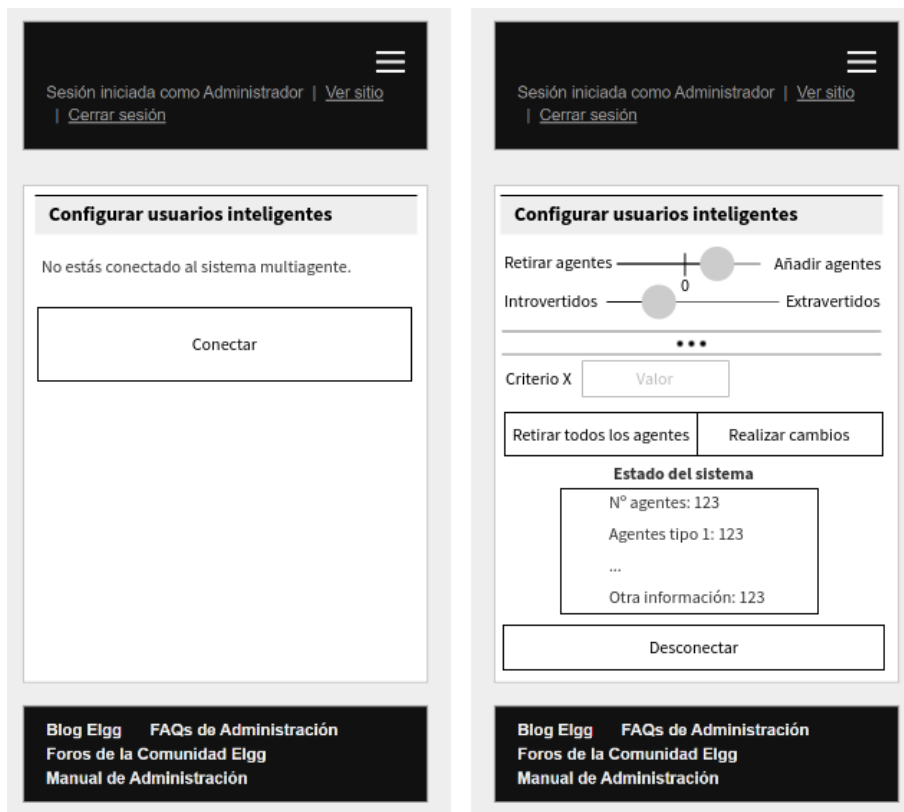 Sesión iniciada como Administrador | Ver sitio
| Cerrar sesión
Configurar usuarios inteligentes
No estás conectado al sistema multiagente.
Conectar
Blog Elgg FAQs de Administración
Foros de la Comunidad Elgg
Manual de Administración
Sesión iniciada como Administrador | Ver sitio
| Cerrar sesión
Configurar usuarios inteligentes
Retirar agentes Añadir agentes
0
Introvertidos Extravertidos
•••
Criterio X Valor
Retirar todos los agentes Realizar cambios
Estado del sistema
Nº agentes: 123
Agentes tipo 1: 123
...
Otra información: 123
Desconectar
Blog Elgg FAQs de Administración
Foros de la Comunidad Elgg
Manual de Administración